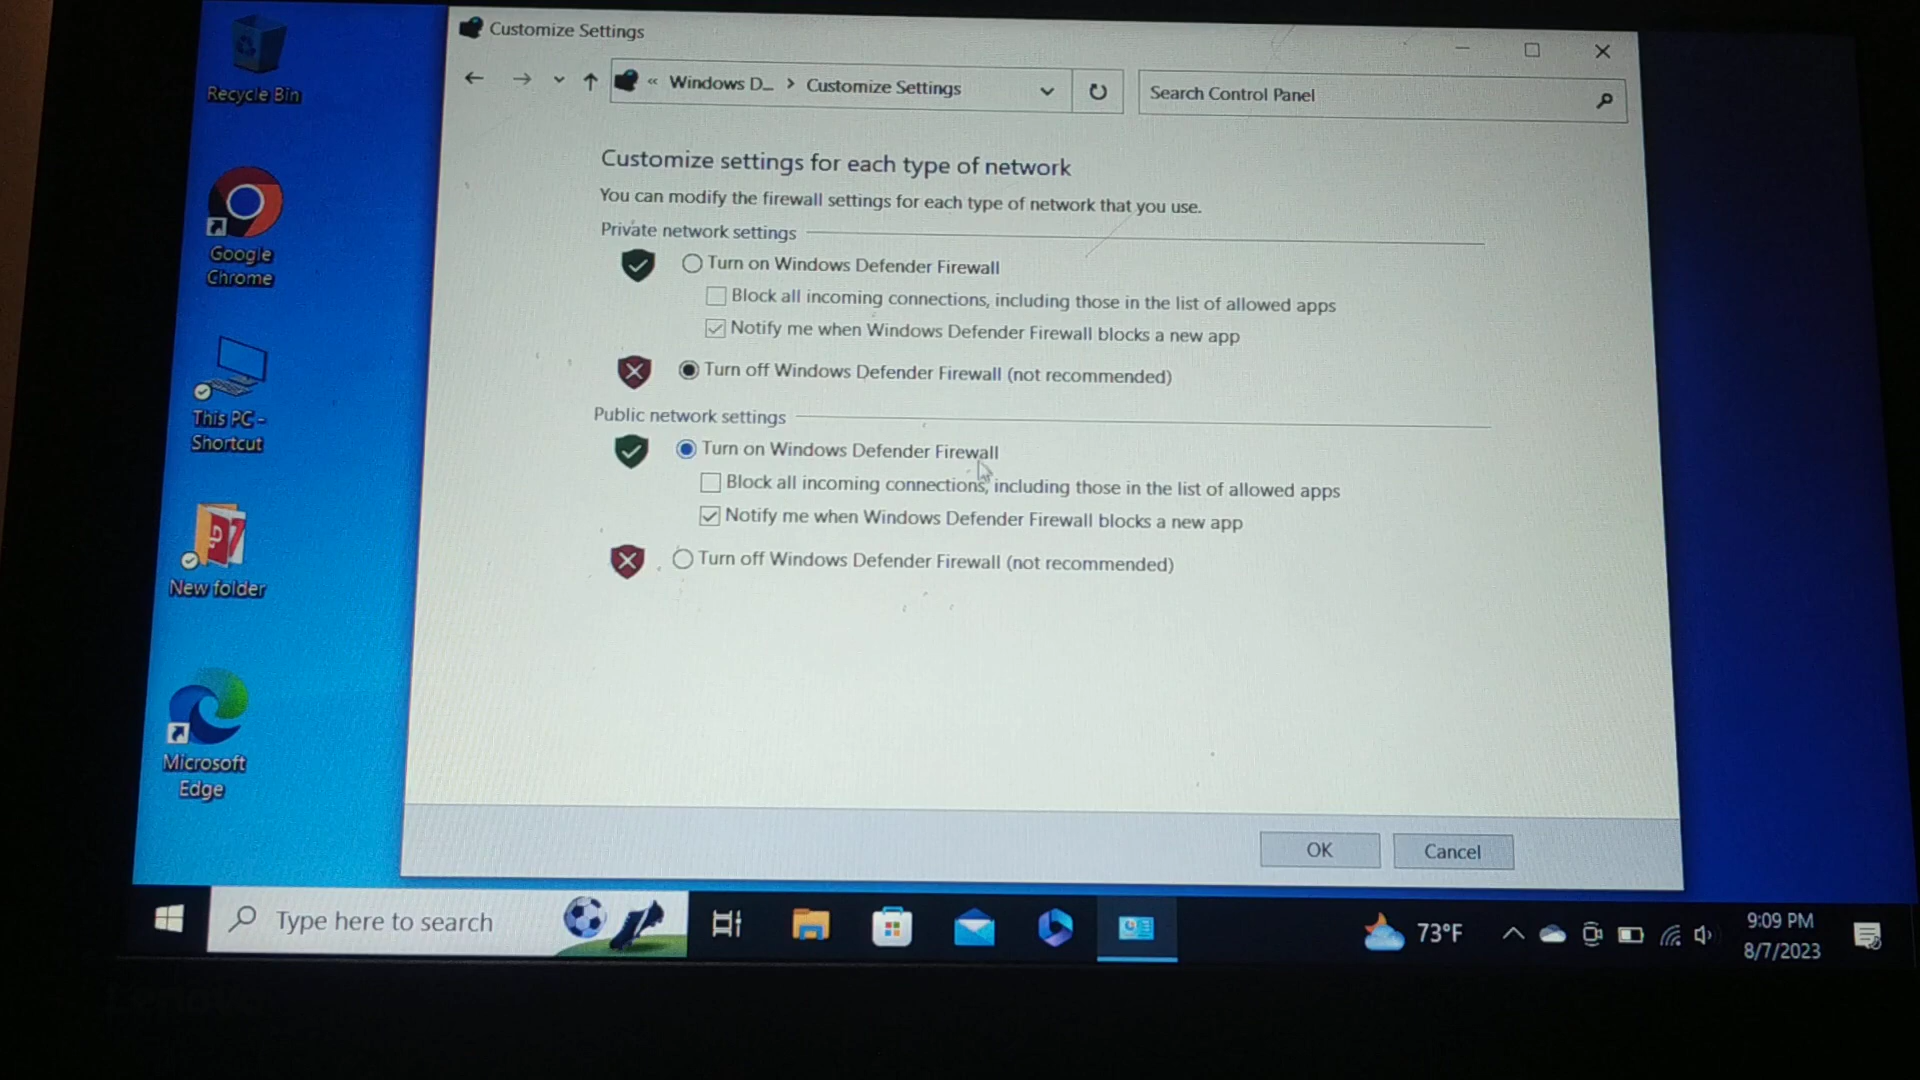 Customize Settings
« Windows D... > Customize Settings
Search Control Panel
Customize settings for each type of network
You can modify the firewall settings for each type of network that you use.
Private network settings
Turn on Windows Defender Firewall
Block all incoming connections, including those in the list of allowed apps
Notify me when Windows Defender Firewall blocks a new app
Turn off Windows Defender Firewall (not recommended)
Public network settings
Turn on Windows Defender Firewall
Block all incoming connections, including those in the list of allowed apps
Notify me when Windows Defender Firewall blocks a new app
Turn off Windows Defender Firewall (not recommended)
OK
Cancel
Recycle Bin
Google
Chrome
This PC -
Shortcut
New folder
Microsoft
Edge
Type here to search
73°F
9:09 PM
8/7/2023
Lenovo